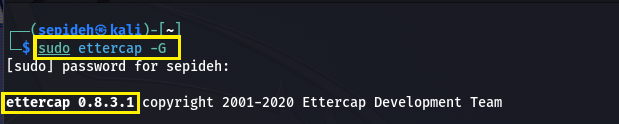 ┌──(sepideh㉿kali)-[~]
└─$ sudo ettercap -G
[sudo] password for sepideh:
ettercap 0.8.3.1 copyright 2001-2020 Ettercap Development Team